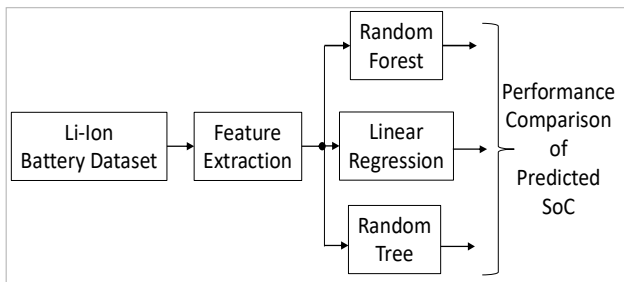 Li-Ion
Battery Dataset
Feature
Extraction
Random
Forest
Linear
Regression
Random
Tree
Performance
Comparison
of
Predicted
SoC